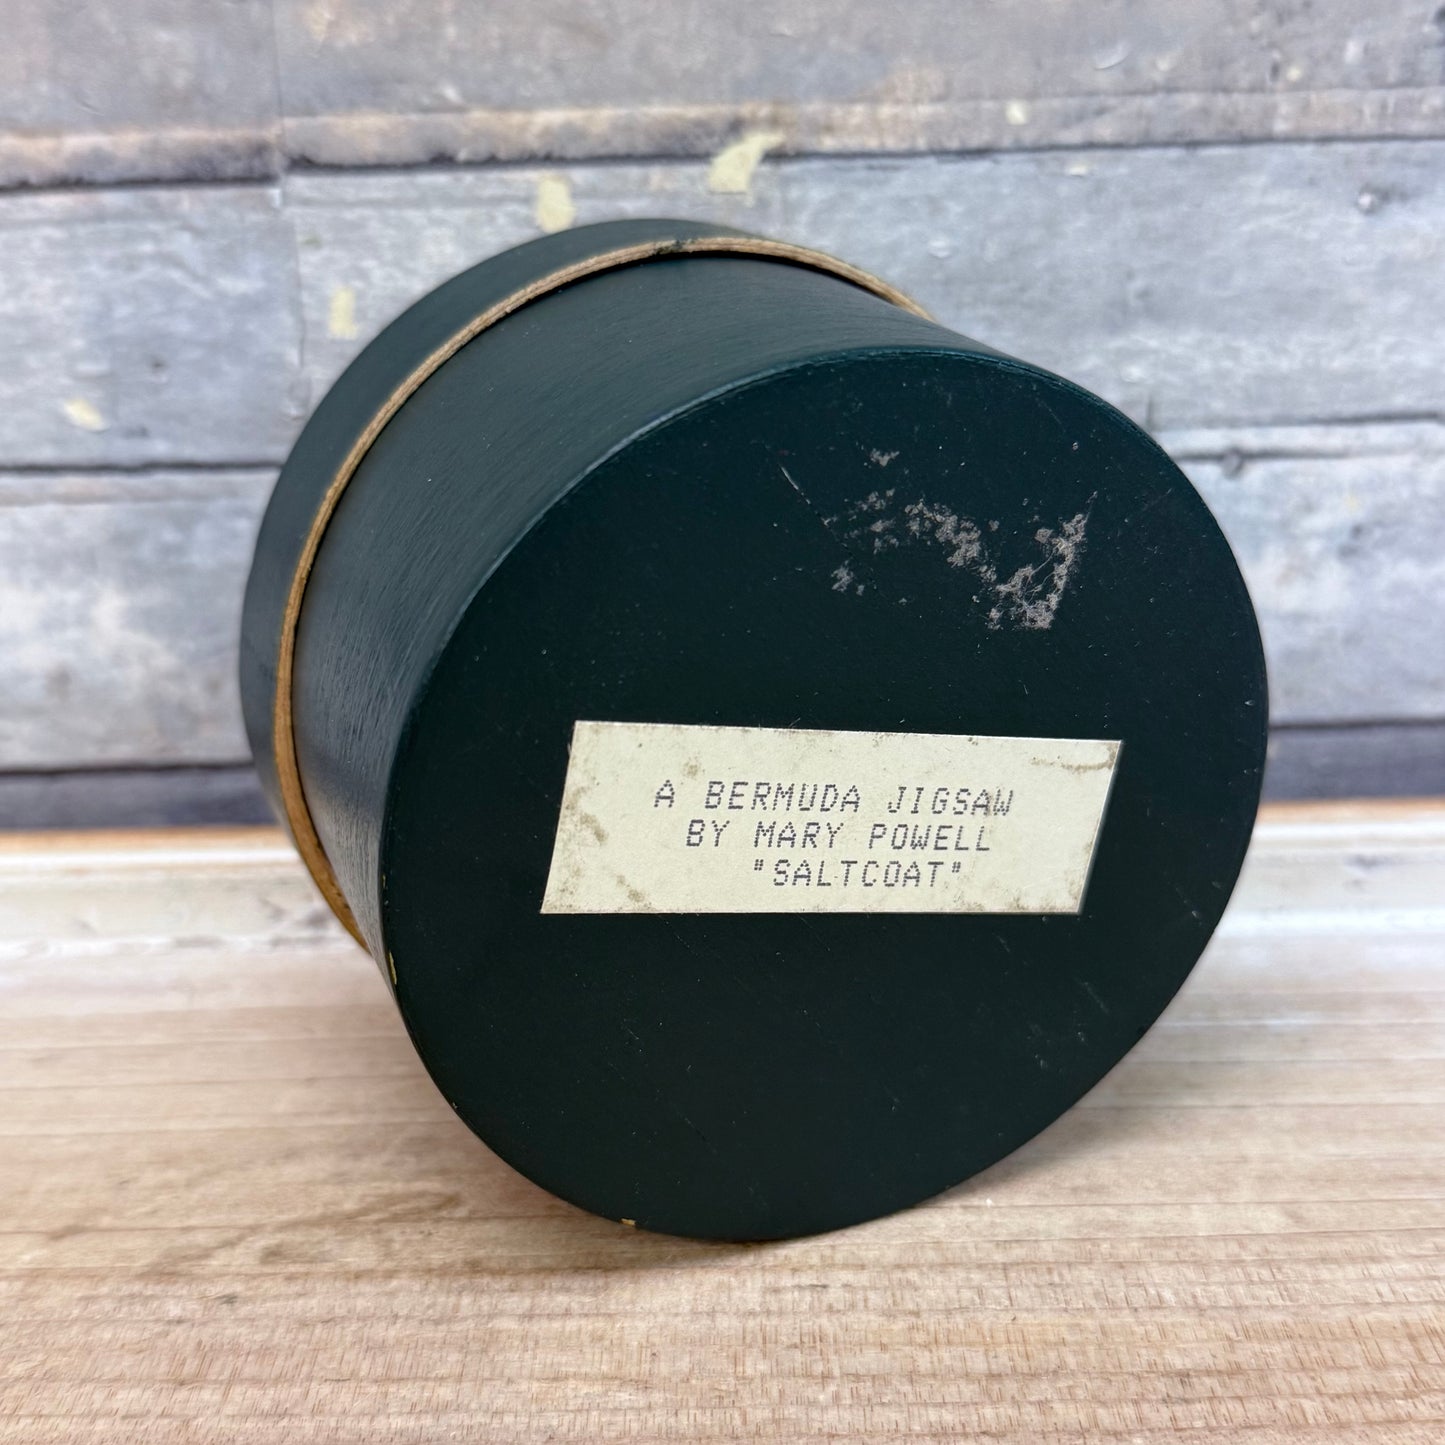 A BERMUDA JIGSAW
BY MARY POWELL
"SALTCOAT"